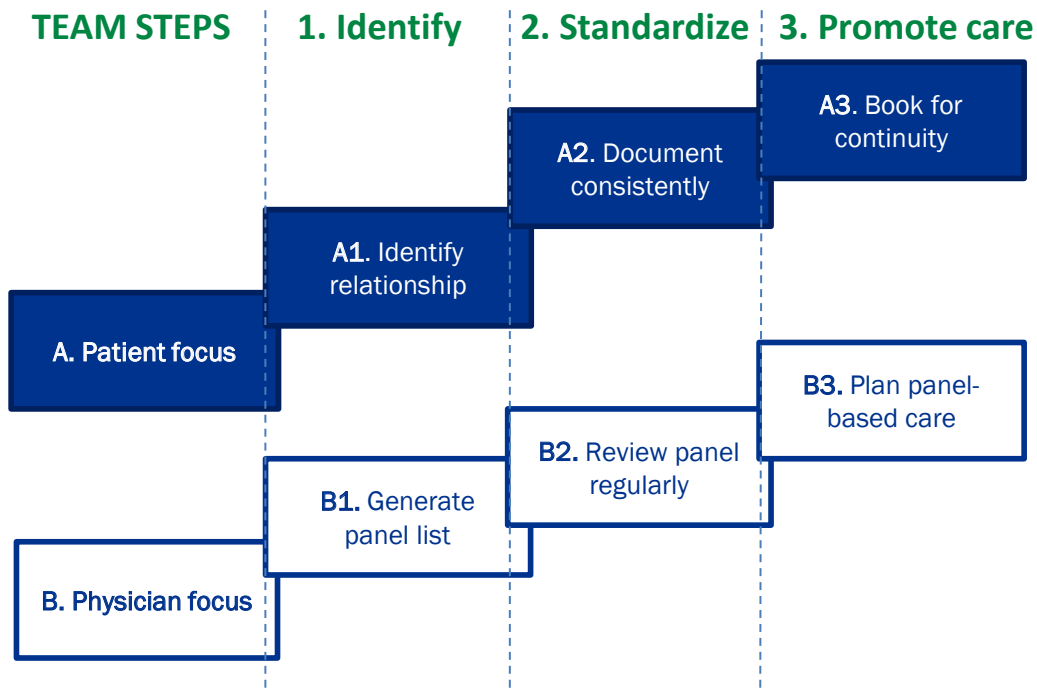 TEAM STEPS
1. Identify
2. Standardize
3. Promote care
A3. Book for
continuity
A2. Document
consistently
A1. Identify
relationship
A. Patient focus
B3. Plan panel-
based care
B2. Review panel
regularly
B1. Generate
panel list
B. Physician focus